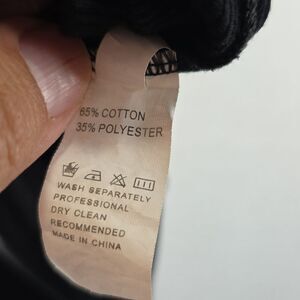 65% COTTON
35% POLYESTER
WASH SEPARATELY
PROFESSIONAL
DRY CLEAN
RECOMMENDED
MADE IN CHINA